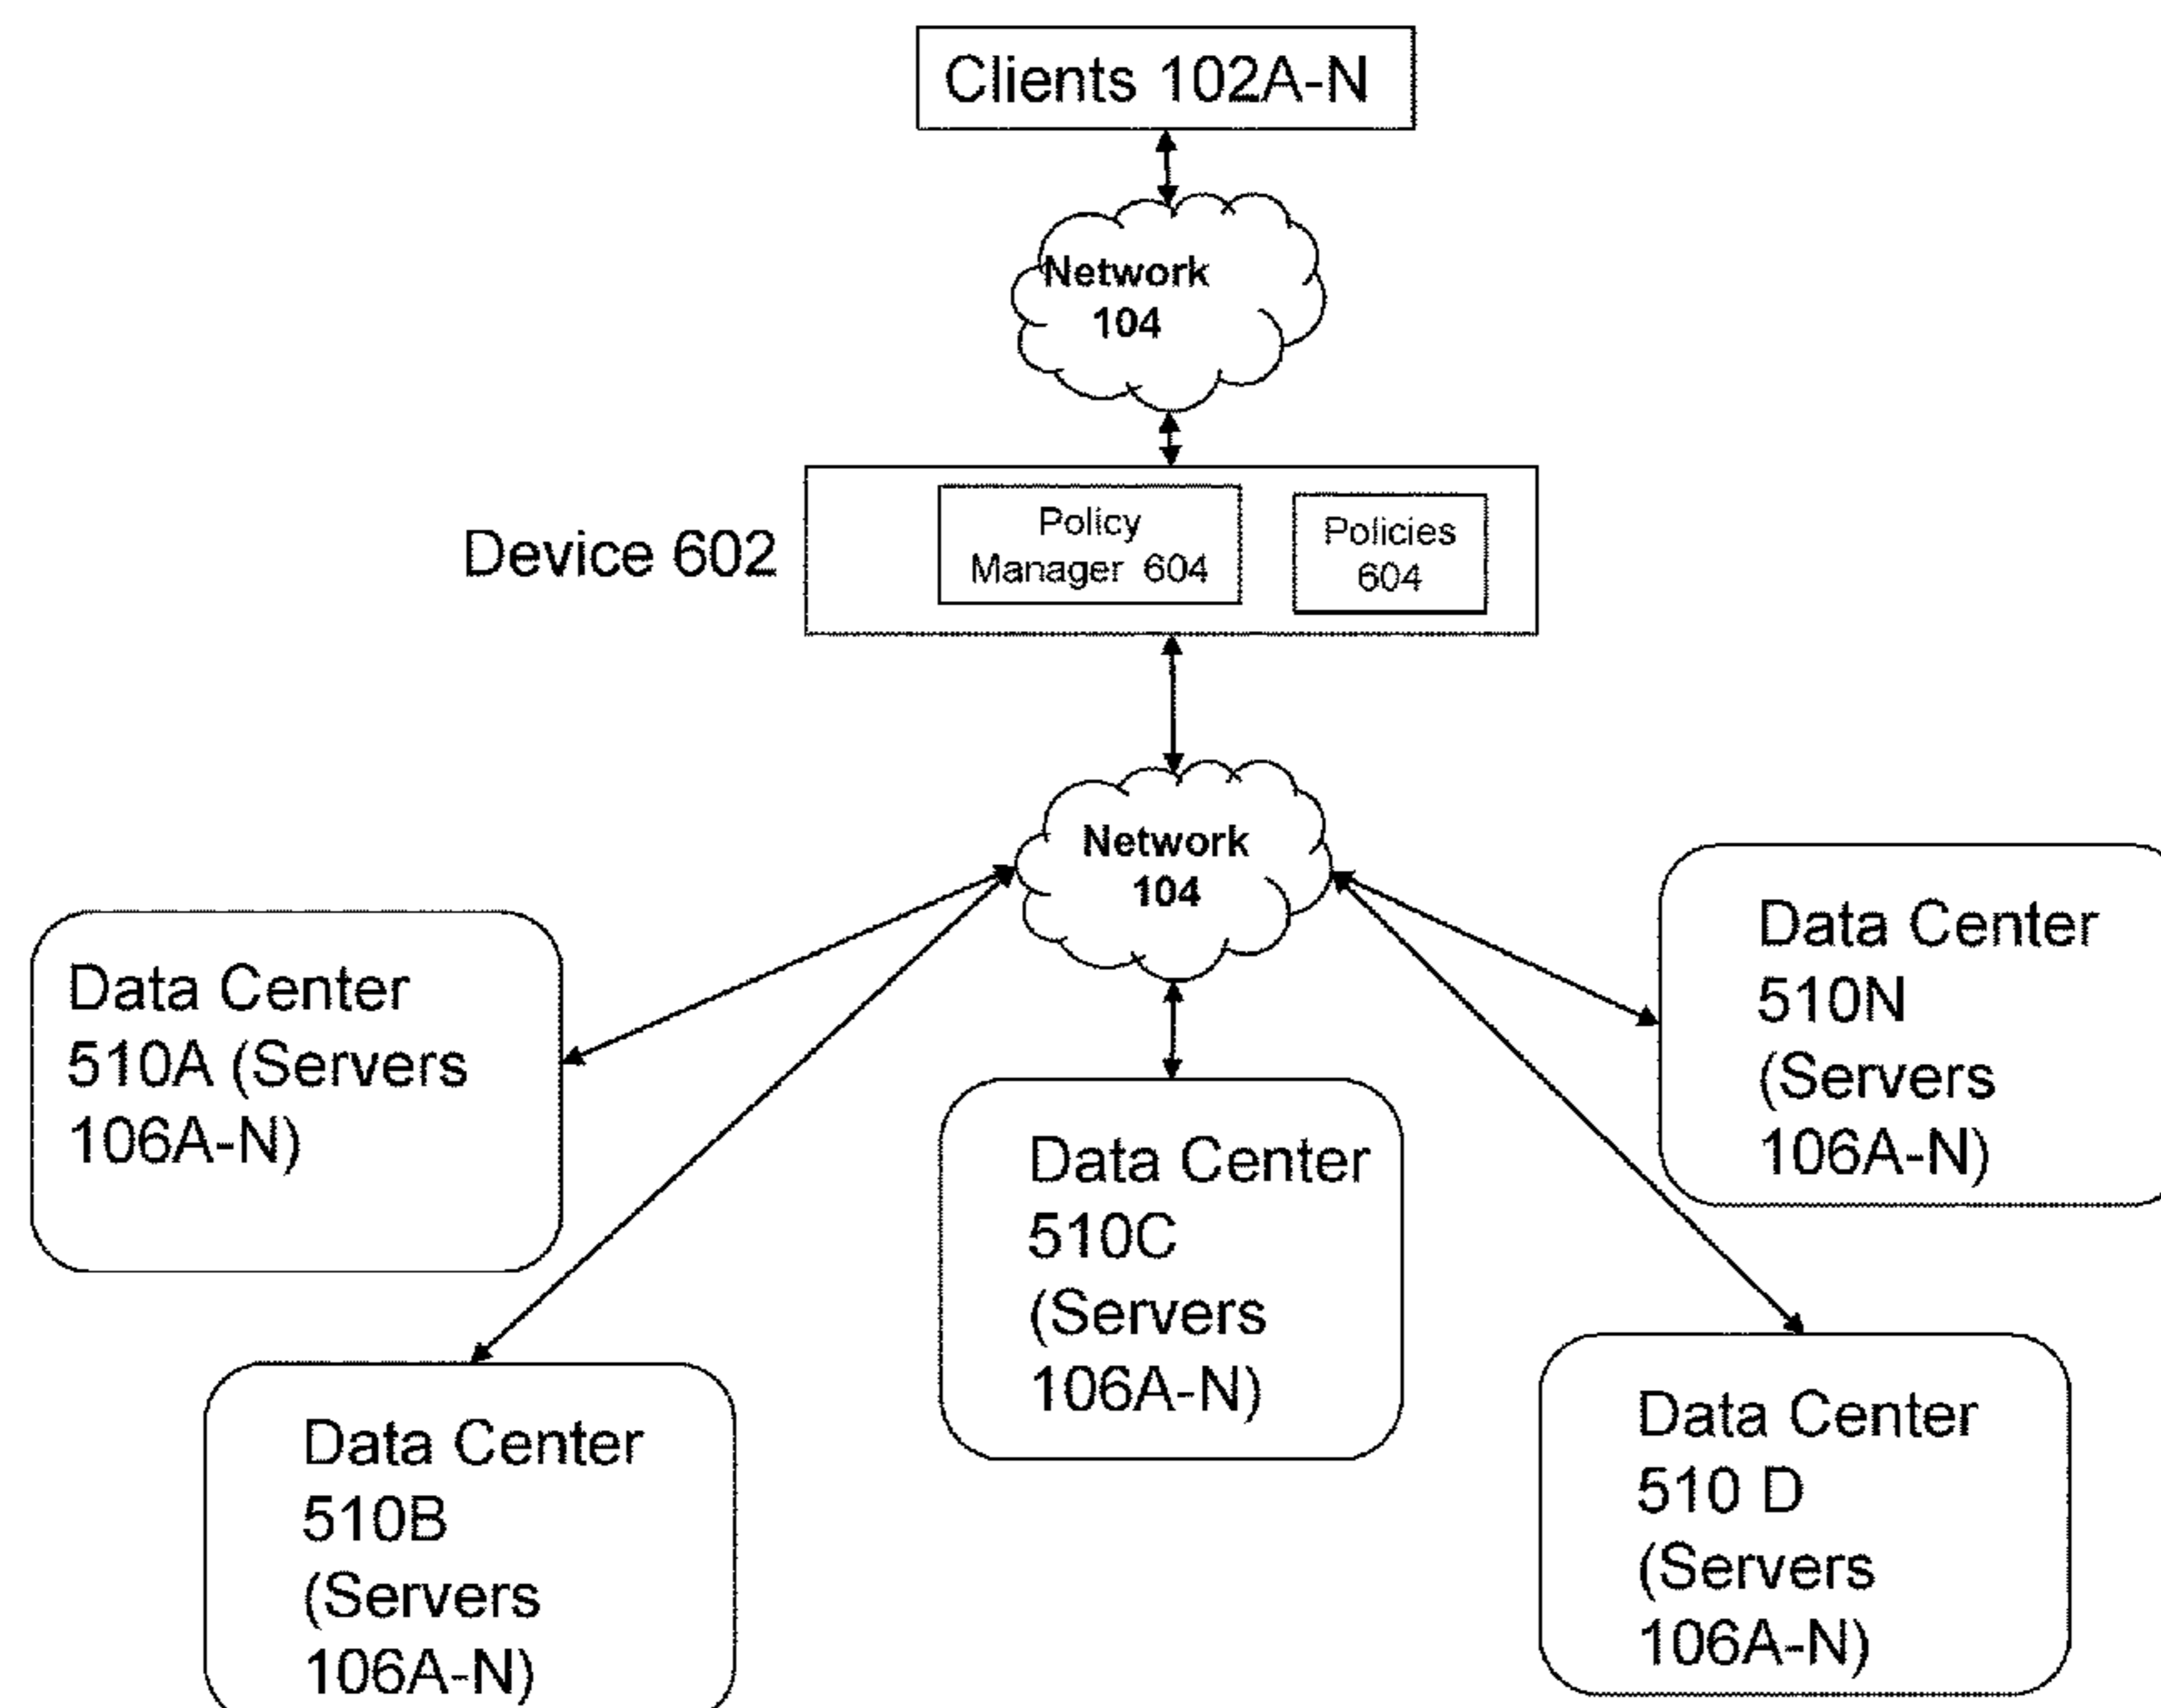 Clients 102A-N
Network
104
Device 602
Policy
Manager 604
Policies
604
Network
104
Data Center
510A (Servers
106A-N)
Data Center
510B
(Servers
106A-N)
Data Center
510C
(Servers
106A-N)
Data Center
510 D
(Servers
106A-N)
Data Center
510N
(Servers
106A-N)